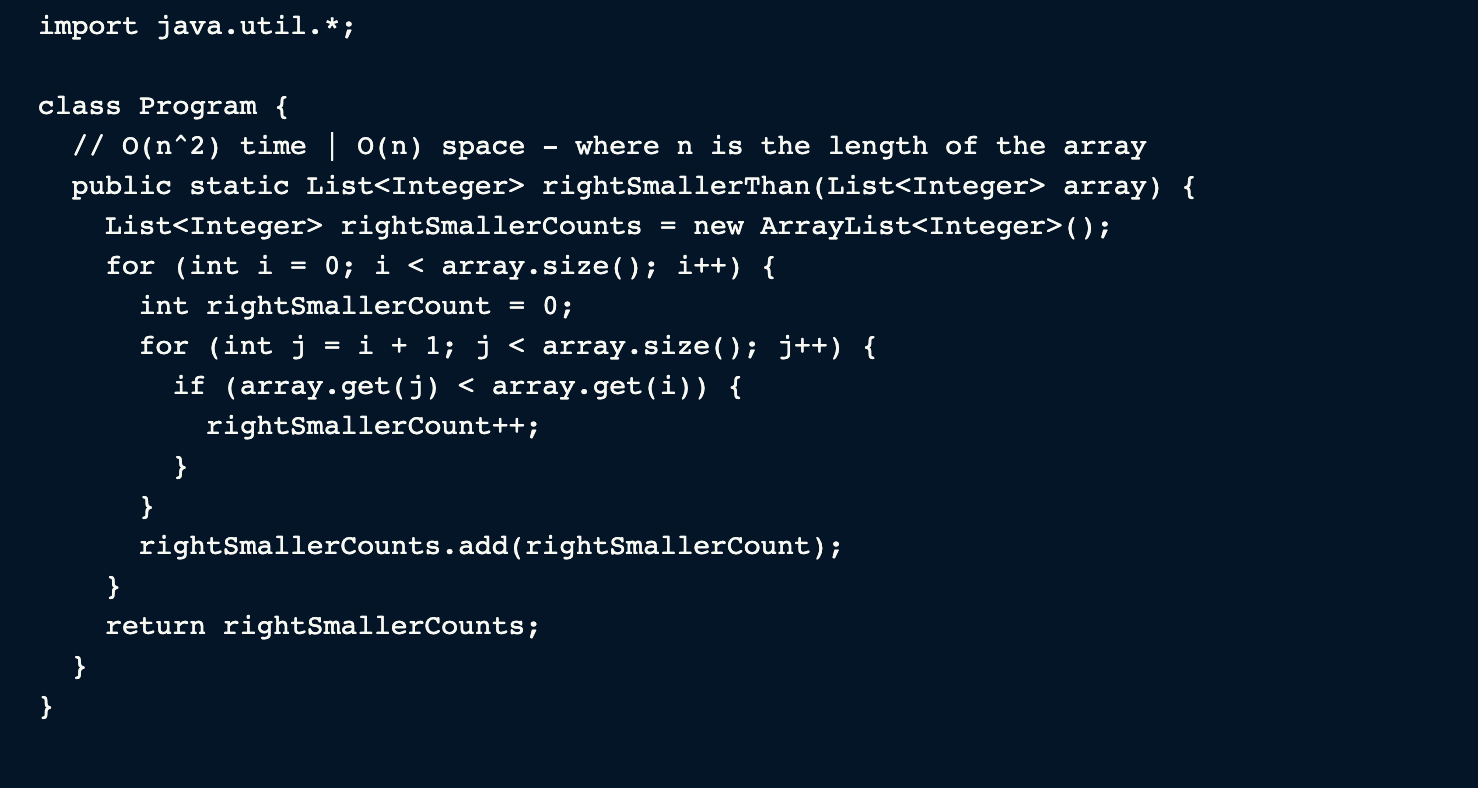 import java.util.*;

class Program {
  // O(n^2) time | O(n) space – where n is the length of the array
  public static List<Integer> rightSmallerThan(List<Integer> array) {
    List<Integer> rightSmallerCounts = new ArrayList<Integer>();
    for (int i = 0; i < array.size(); i++) {
      int rightSmallerCount = 0;
      for (int j = i + 1; j < array.size(); j++) {
        if (array.get(j) < array.get(i)) {
          rightSmallerCount++;
        }
      }
      rightSmallerCounts.add(rightSmallerCount);
    }
    return rightSmallerCounts;
  }
}